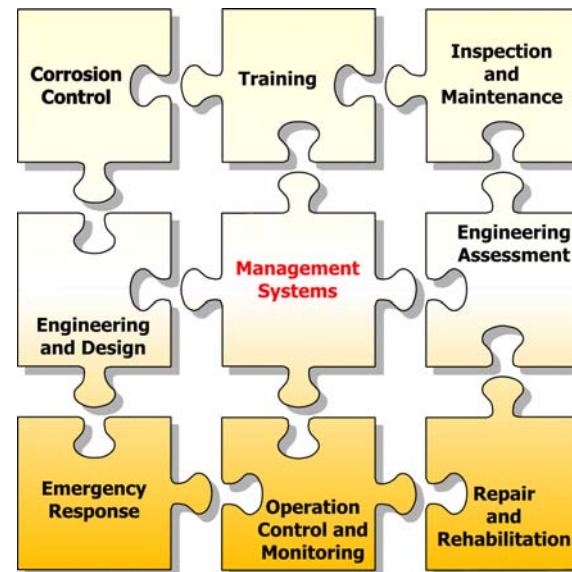 Corrosion
Control
Training
Inspection
and
Maintenance
Engineering
and Design
Management
Systems
Engineering
Assessment
Emergency
Response
Operation
Control and
Monitoring
Repair
and
Rehabilitation